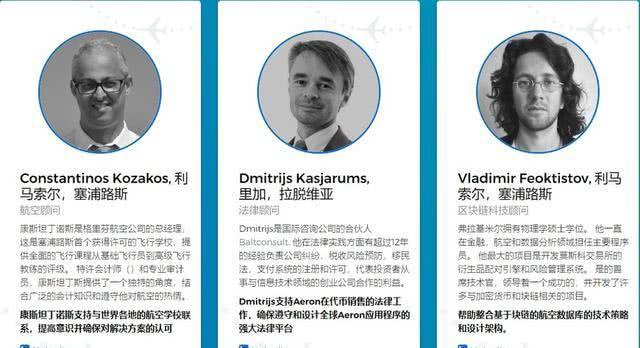 Constantinos Kozakos, 利
马索尔，塞浦路斯
航空顾问
康斯坦丁诺斯是格里芬航空公司的总经理，
这是塞浦路斯首个获得许可的飞行学校，提
供全面的飞行课程从基础飞行员到高级飞行
教练的评级。 特许会计师（）和专业审计
员，康斯坦丁斯提供了一个独特的角度，结
合广泛的会计知识和遵守他对航空的热情。
康斯坦丁诺斯支持与世界各地的航空学校联
系，提高意识并确保对解决方案的认可
Dmitrijs Kasjarums,
里加，拉脱维亚
法律顾问
Dmitrijs是国际咨询公司的合伙人
Baltconsult. 他在法律实践方面有超过12年
的经验负责公司纠纷，税收风险预防，移民
法，支付系统的注册和许可，代表投资者从
事与信息技术领域的创业公司合作的利益。
Dmitrijs支持Aeron在代币销售的法律工
作，确保遵守和设计全球Aeron应用程序的
强大法律平台
Vladimir Feoktistov, 利马
索尔，塞浦路斯
区块链科技顾问
弗拉基米尔拥有物理学硕士学位。 他一直
在金融，航空和数据分析领域担任主要程序
员。 他最大的项目是开发莫斯科交易所的
衍生品配对引擎和风险管理系统。 是的首
席技术官，领导着一个成功的，并开发了许
多与加密货币和块链相关的项目。
帮助整合基于块链的航空数据库的技术策略
和设计架构。